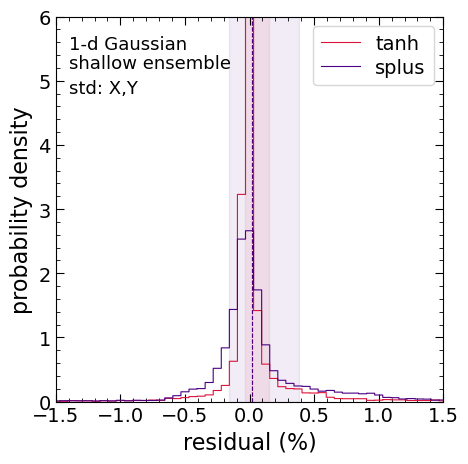 1-d Gaussian
shallow ensemble
std: X,Y
tanh
splus
probability density
6
5
4
3
2
1
0
−1.5 −1.0 −0.5 0.0 0.5 1.0 1.5
residual (%)